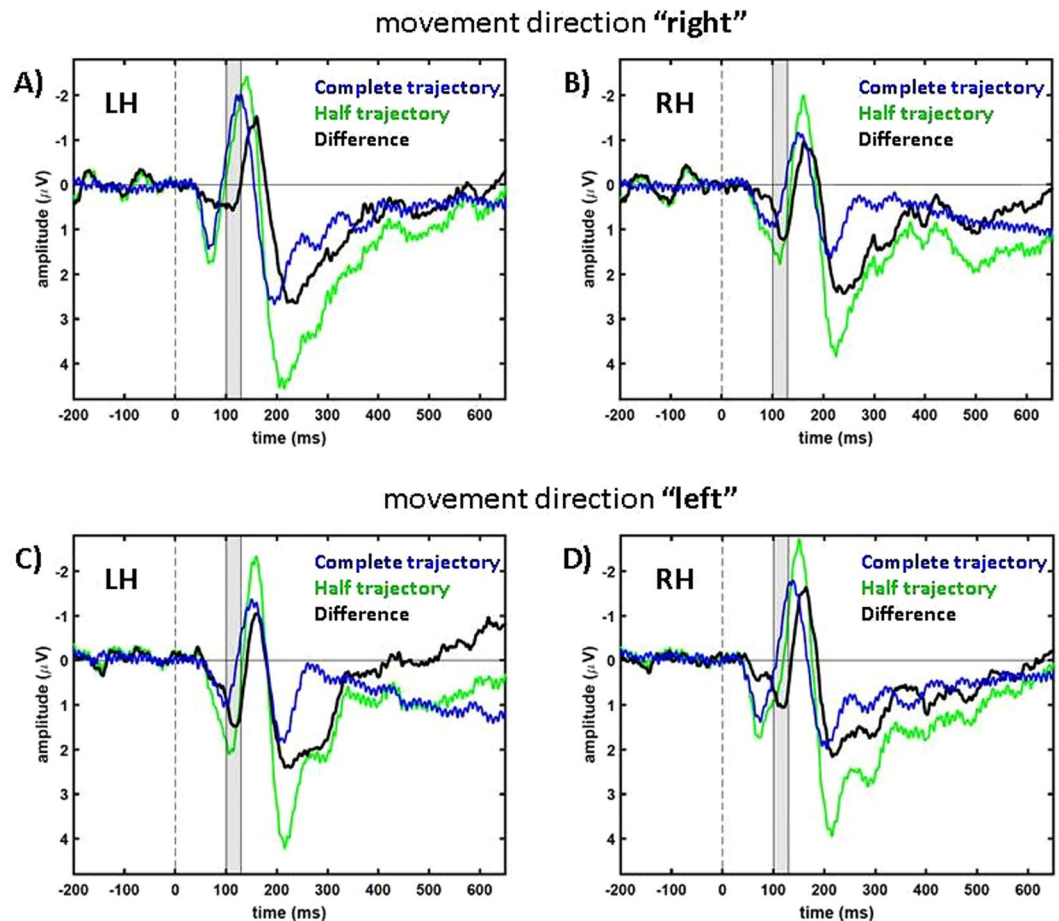 movement direction "right"
A)
LH
Complete trajectory
Half trajectory
Difference
amplitude (μ V)
-2
-1
0
1
2
3
4
-200 -100 0 100 200 300 400 500 600
time (ms)
B)
RH
Complete trajectory
Half trajectory
Difference
amplitude (μ V)
-2
-1
0
1
2
3
4
-200 -100 0 100 200 300 400 500 600
time (ms)
movement direction "left"
C)
LH
Complete trajectory
Half trajectory
Difference
amplitude (μ V)
-2
-1
0
1
2
3
4
-200 -100 0 100 200 300 400 500 600
time (ms)
D)
RH
Complete trajectory
Half trajectory
Difference
amplitude (μ V)
-2
-1
0
1
2
3
4
-200 -100 0 100 200 300 400 500 600
time (ms)